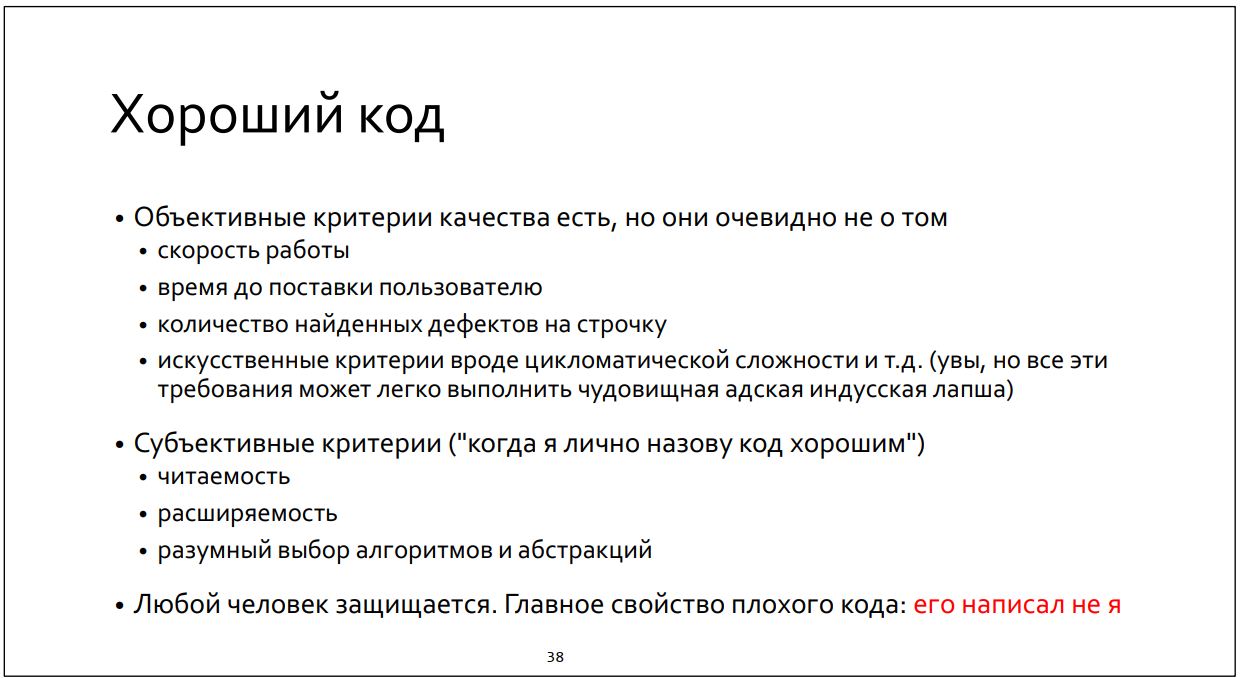 Хороший код
• Объективные критерии качества есть, но они очевидно не о том
• скорость работы
• время до поставки пользователю
• количество найденных дефектов на строчку
• искусственные критерии вроде цикломатической сложности и т.д. (увы, но все эти
требования может легко выполнить чудовищная адская индусская лапша)
• Субъективные критерии ("когда я лично назову код хорошим")
• читаемость
• расширяемость
• разумный выбор алгоритмов и абстракций
• Любой человек защищается. Главное свойство плохого кода: его написал не я
38